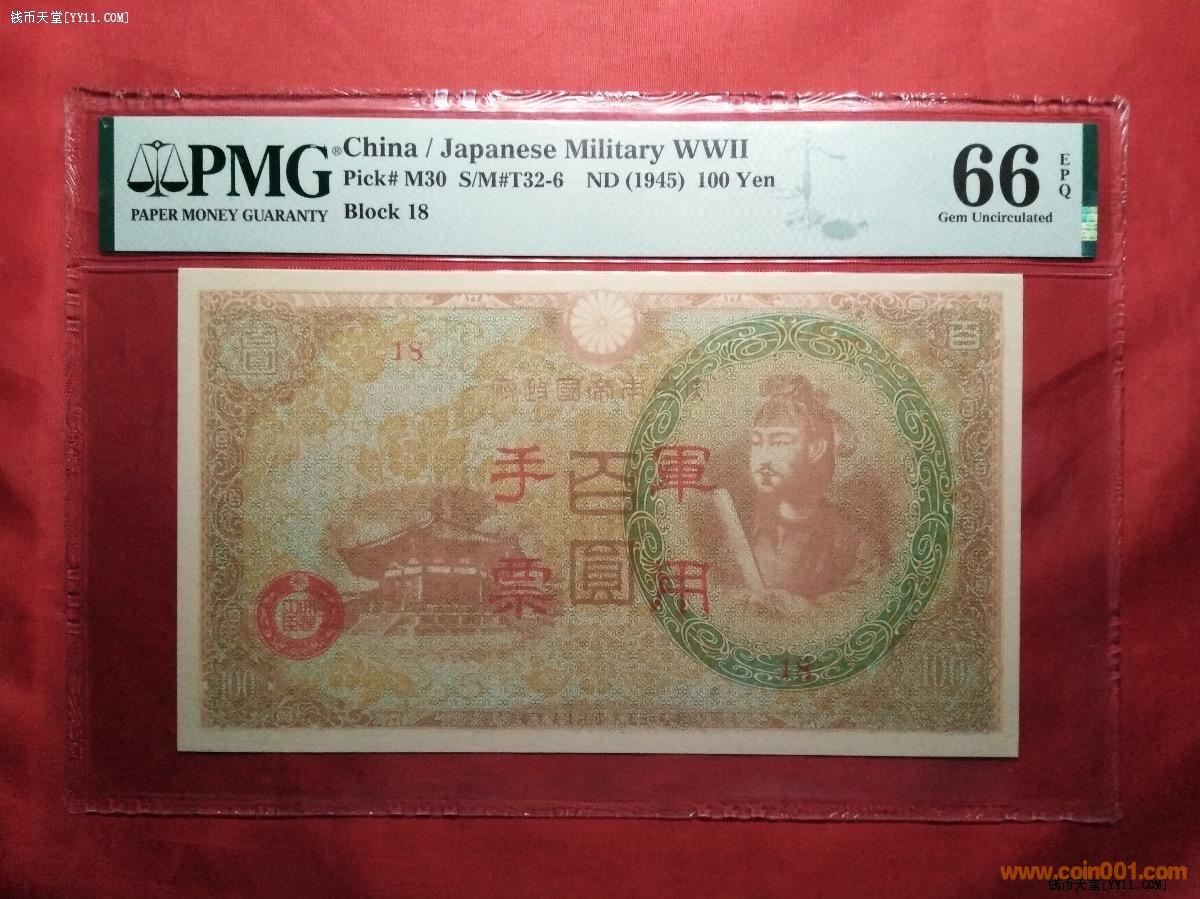 钱币天堂[YY11.COM]
PMG®
PAPER MONEY GUARANTY
China / Japanese Military WWII
Pick# M30 S/M#T32-6 ND (1945) 100 Yen
Block 18
66 EPQ
Gem Uncirculated
百
18
軍用手票
百圓
18
100
100
www.coin001.com
钱币天堂[YY11.COM]